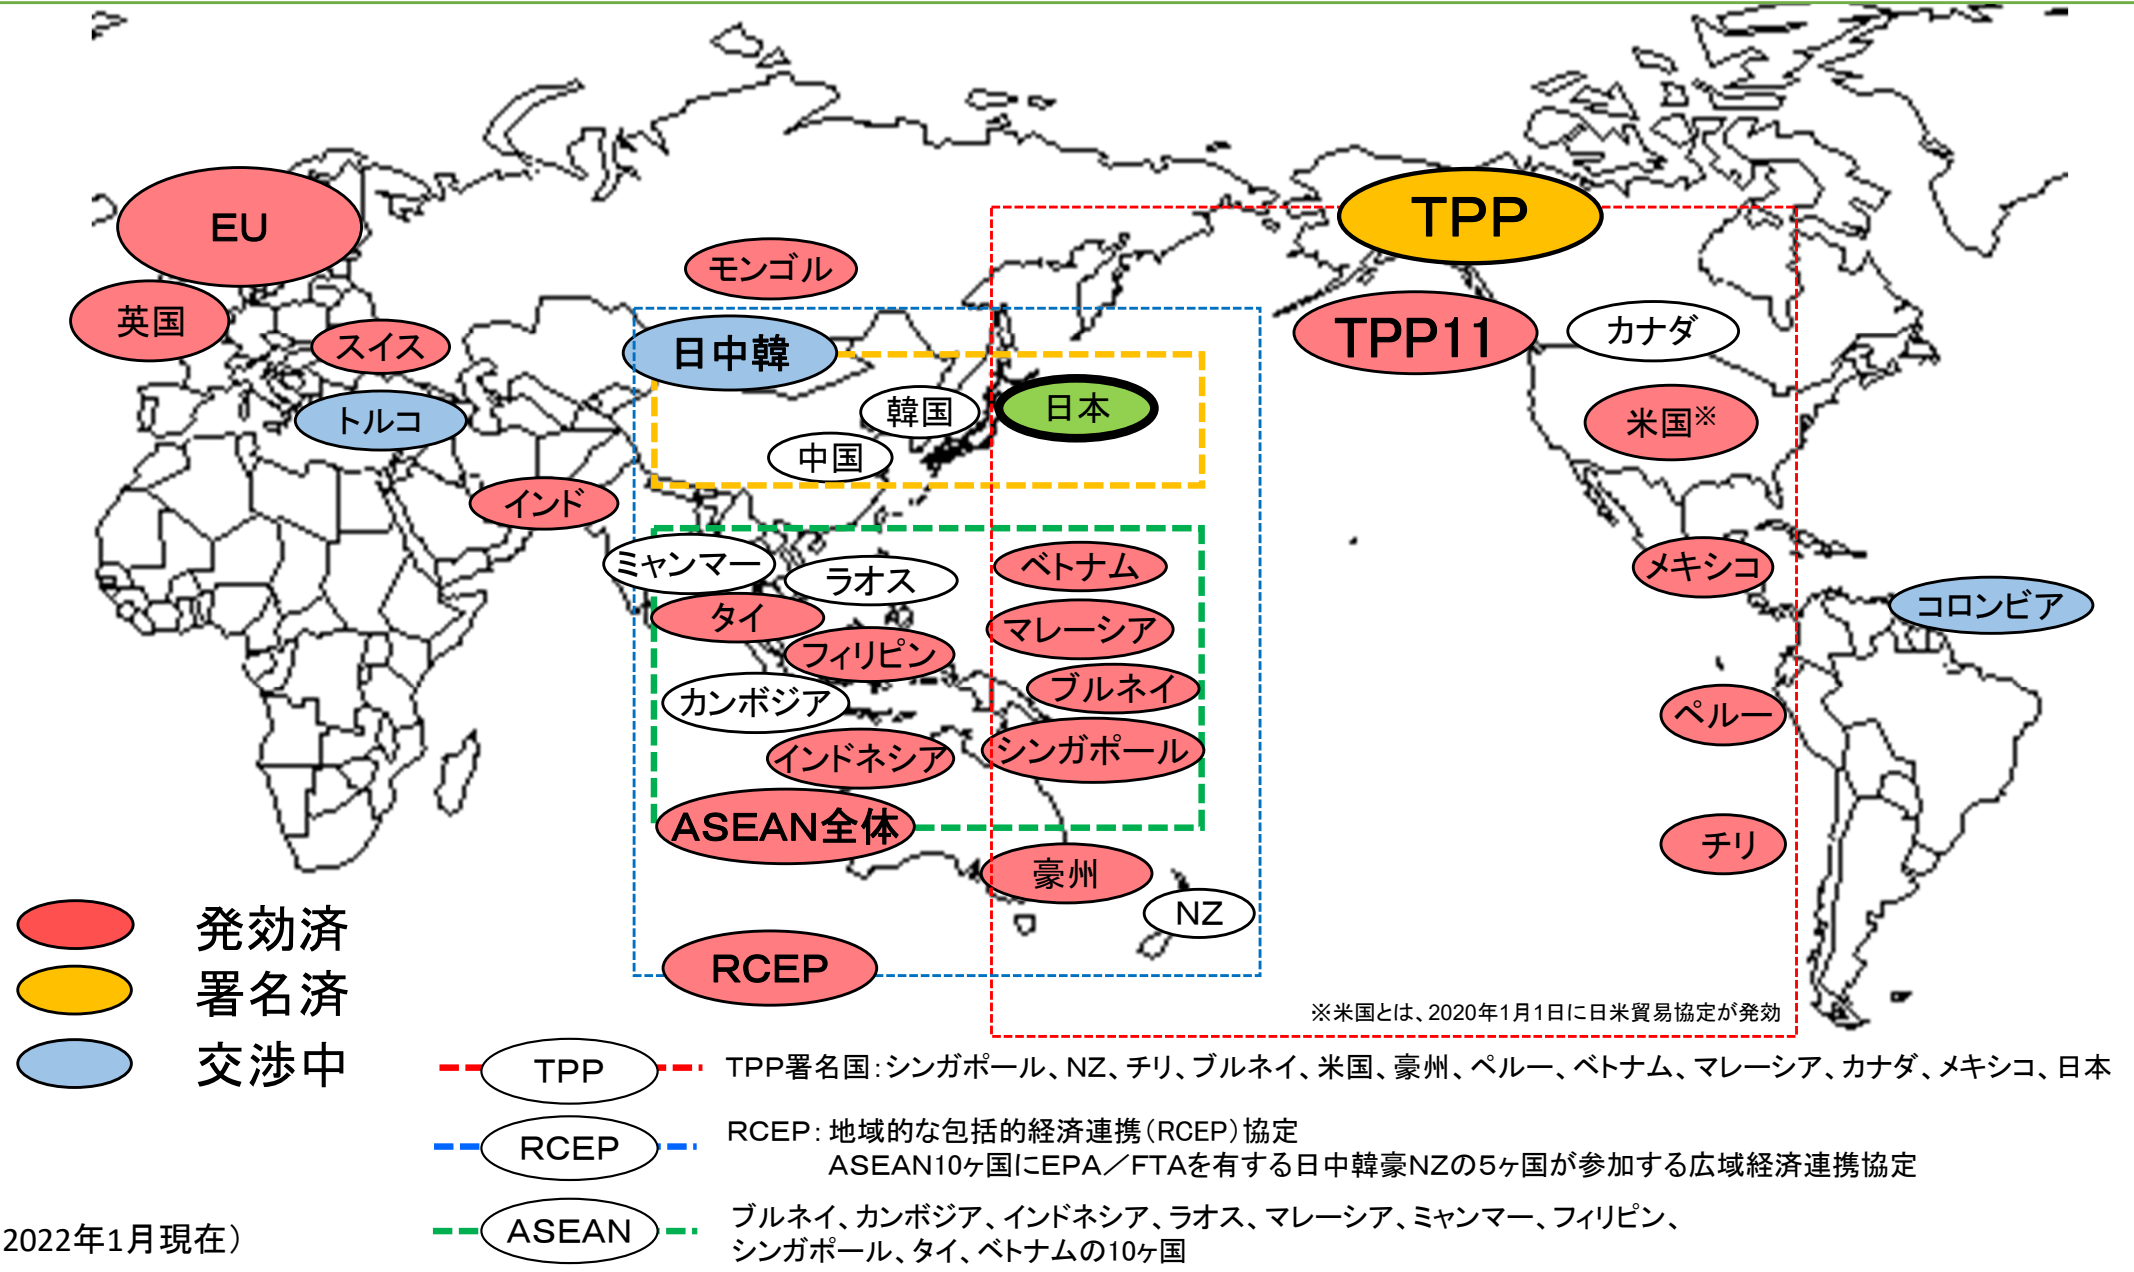 EU
TPP
モンゴル
英国
スイス
日中韓
TPP11
カナダ
トルコ
韓国
日本
米国※
中国
インド
ミャンマー
ラオス
ベトナム
メキシコ
コロンビア
タイ
フィリピン
マレーシア
カンボジア
ブルネイ
ペルー
インドネシア
シンガポール
ASEAN全体
豪州
チリ
NZ
RCEP
発効済
署名済
交渉中
※米国とは、2020年1月1日に日米貿易協定が発効
TPP
TPP署名国：シンガポール、NZ、チリ、ブルネイ、米国、豪州、ペルー、ベトナム、マレーシア、カナダ、メキシコ、日本
RCEP
RCEP：地域的な包括的経済連携（RCEP）協定
ASEAN10ヶ国にEPA／FTAを有する日中韓豪NZの5ヶ国が参加する広域経済連携協定
ASEAN
ブルネイ、カンボジア、インドネシア、ラオス、マレーシア、ミャンマー、フィリピン、
シンガポール、タイ、ベトナムの10ヶ国
2022年1月現在）